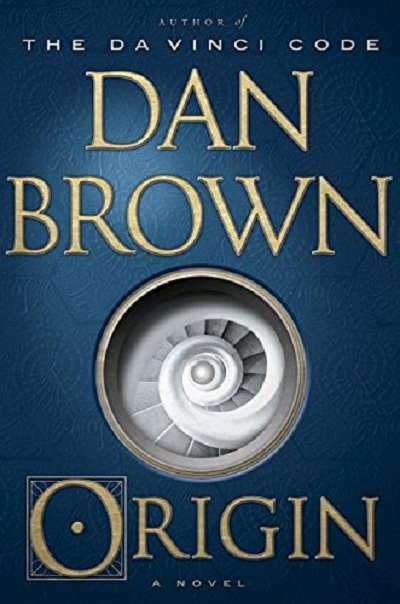 AUTHOR of
THE DA VINCI CODE
DAN
BROWN
ORIGIN
A NOVEL